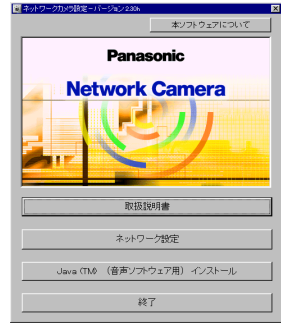 ネットワークカメラ設定－バージョン2.30h
本ソフトウェアについて
Panasonic
Network Camera
取扱説明書
ネットワーク設定
Java (TM) （音声ソフトウェア用） インストール
終了